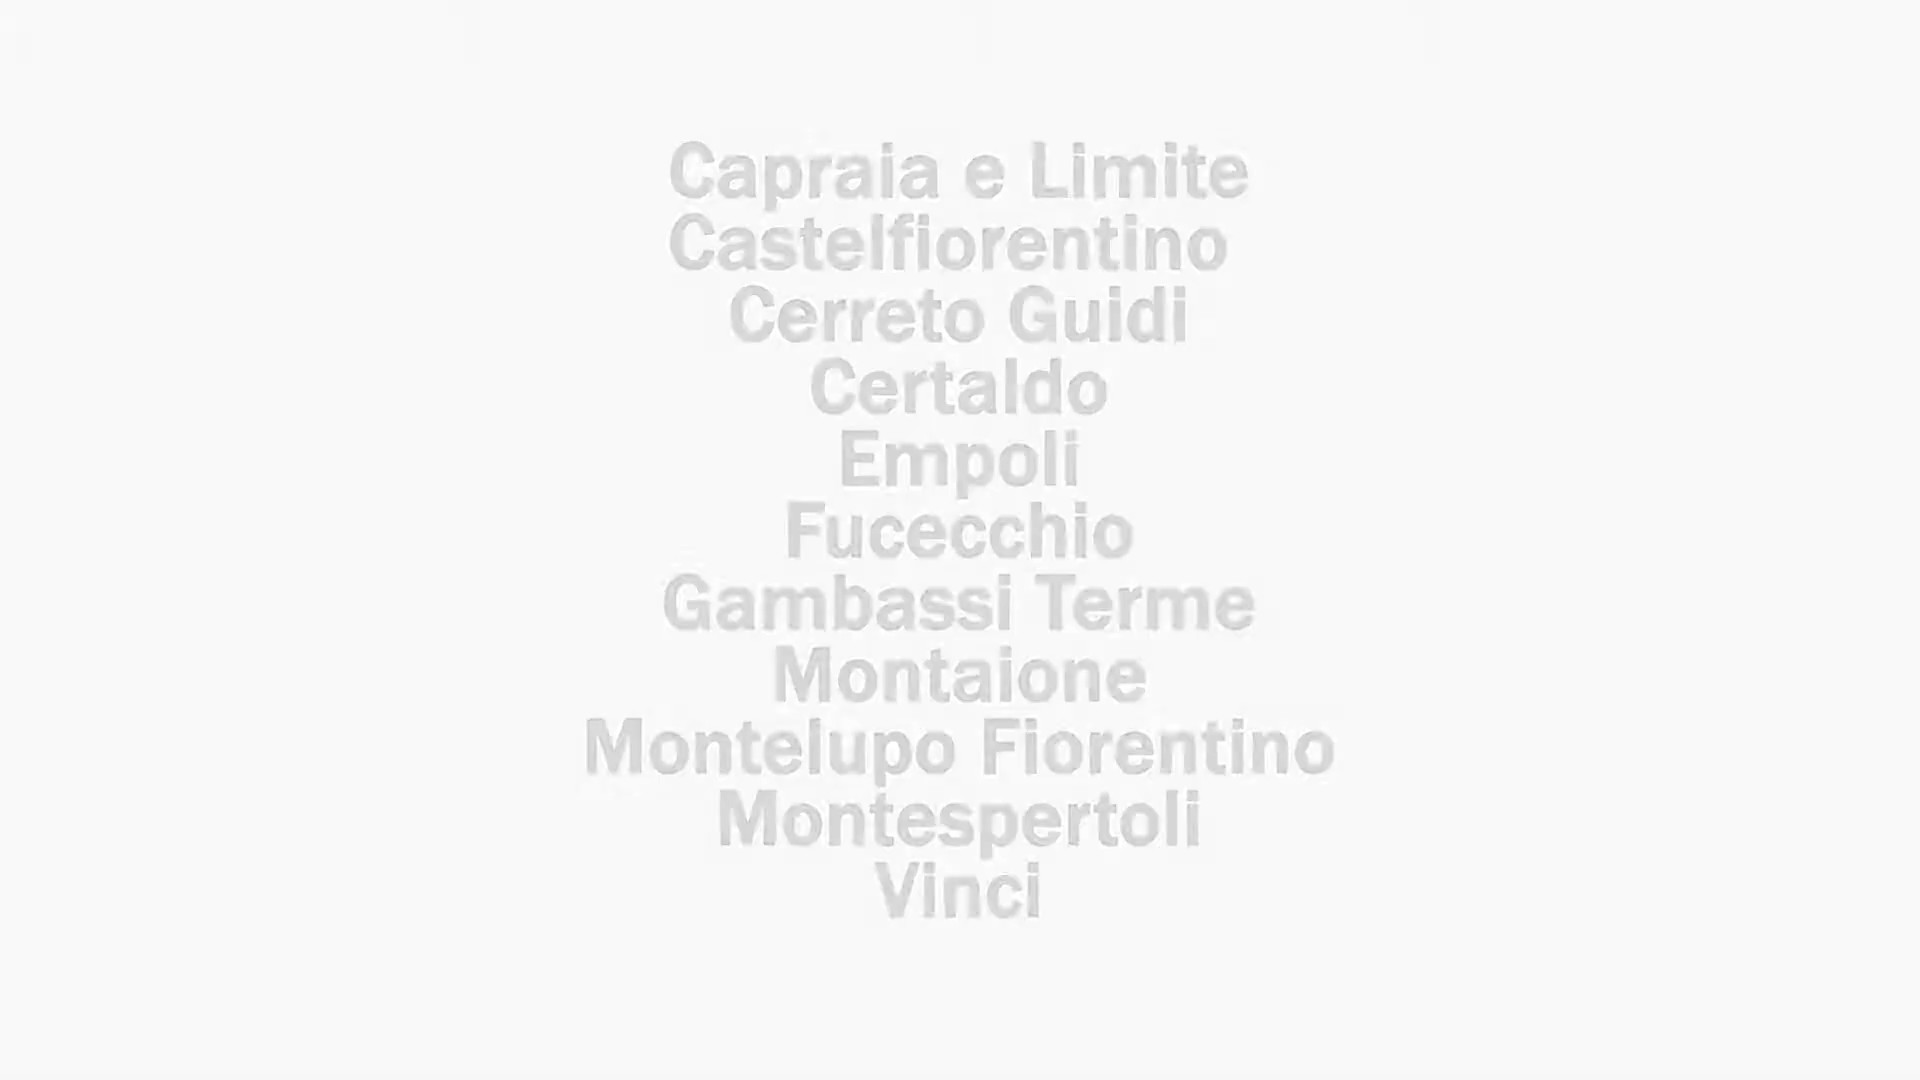 Capraia e Limite
Castelfiorentino
Cerreto Guidi
Certaldo
Empoli
Fucecchio
Gambassi Terme
Montaione
Montelupo Fiorentino
Montespertoli
Vinci